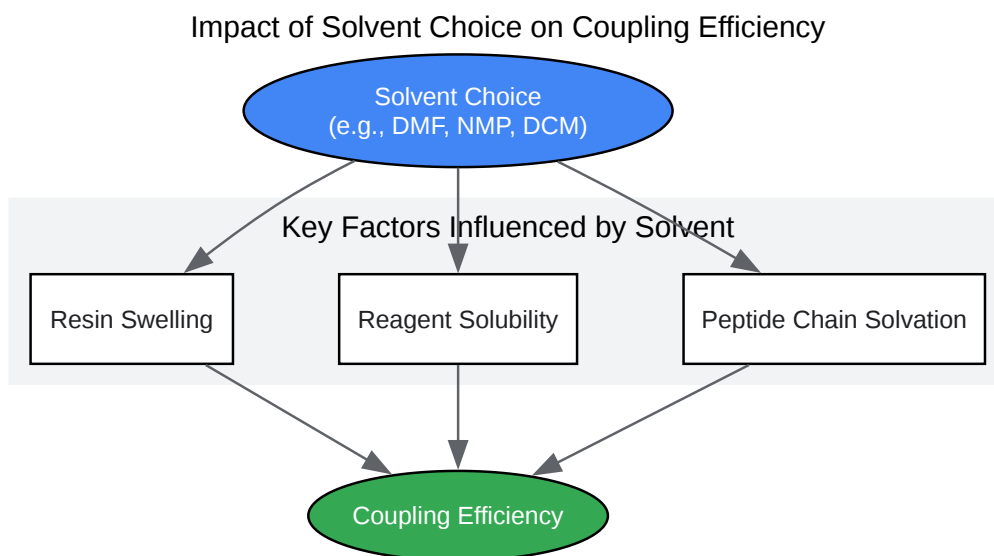 Impact of Solvent Choice on Coupling Efficiency
Solvent Choice
(e.g., DMF, NMP, DCM)
Key Factors Influenced by Solvent
Resin Swelling
Reagent Solubility
Peptide Chain Solvation
Coupling Efficiency